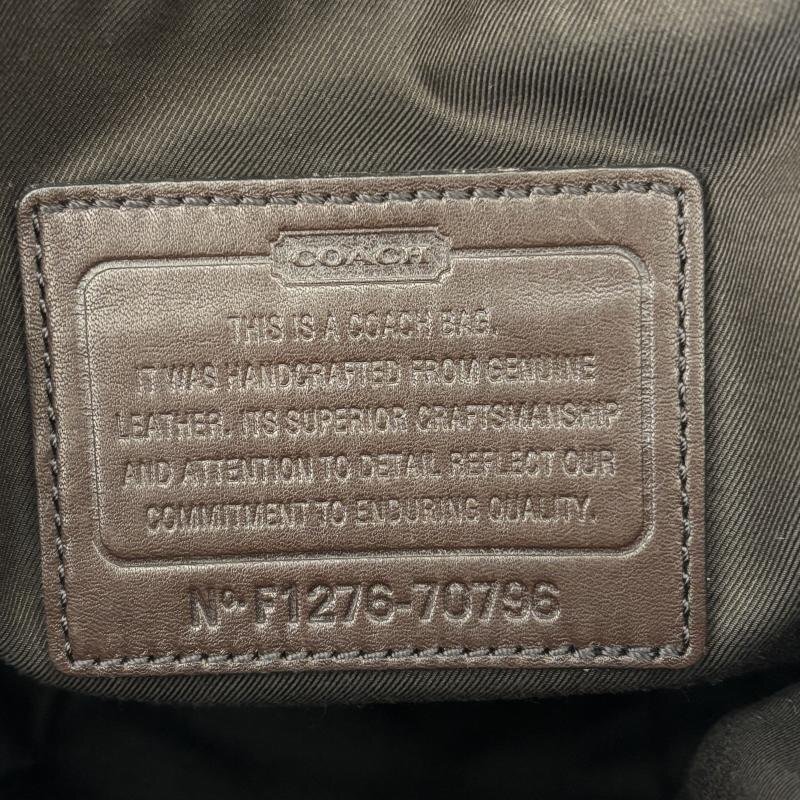 COACH
THIS IS A COACH BAG.
IT WAS HANDCRAFTED FROM GENUINE
LEATHER. ITS SUPERIOR CRAFTSMANSHIP
AND ATTENTION TO DETAIL REFLECT OUR
COMMITMENT TO ENDURING QUALITY.
Nº F1276-70796